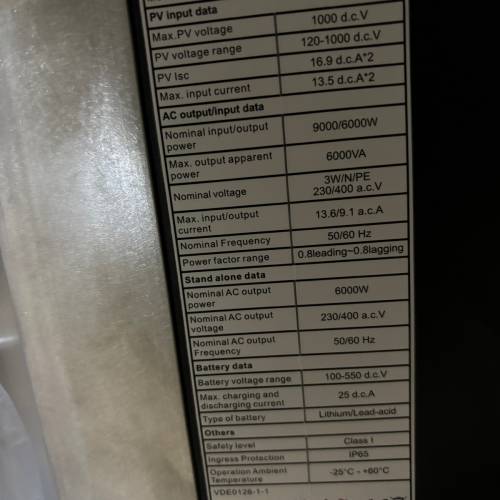 PV input data
Max.PV voltage 1000 d.c.V
PV voltage range 120-1000 d.c.V
PV Isc 16.9 d.c.A*2
Max. input current 13.5 d.c.A*2
AC output/input data
Nominal input/output
power 9000/6000W
Max. output apparent
power 6000VA
Nominal voltage 3W/N/PE
230/400 a.c.V
Max. input/output
current 13.6/9.1 a.c.A
Nominal Frequency 50/60 Hz
Power factor range 0.8leading~0.8lagging
Stand alone data
Nominal AC output
power 6000W
Nominal AC output
voltage 230/400 a.c.V
Nominal AC output
Frequency 50/60 Hz
Battery data
Battery voltage range 100-550 d.c.V
Max. charging and
discharging current 25 d.c.A
Type of battery Lithium/Lead-acid
Others
Safety level Class I
Ingress Protection IP65
Operation Ambient
Temperature -25°C - +60°C
VDE0126-1-1